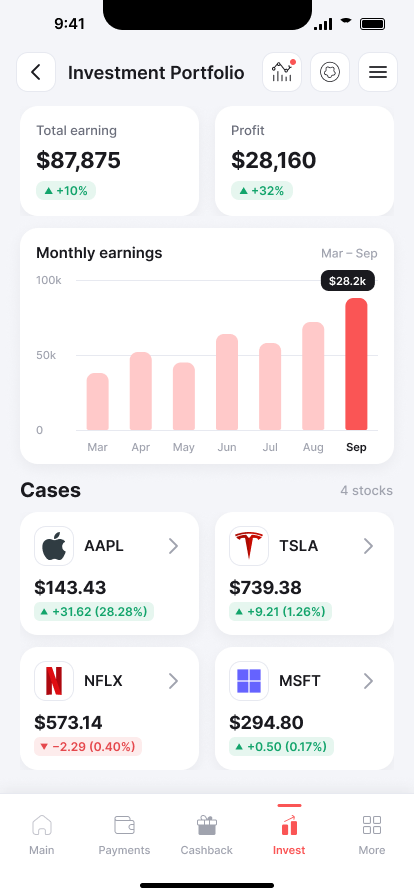 9:41
Investment Portfolio
Total earning
$87,875
+10%
Profit
$28,160
+32%
Monthly earnings
Mar – Sep
$28.2k
100k
50k
0
Mar Apr May Jun Jul Aug Sep
Cases
4 stocks
AAPL
$143.43
+31.62 (28.28%)
TSLA
$739.38
+9.21 (1.26%)
NFLX
$573.14
−2.29 (0.40%)
MSFT
$294.80
+0.50 (0.17%)
Main Payments Cashback Invest More